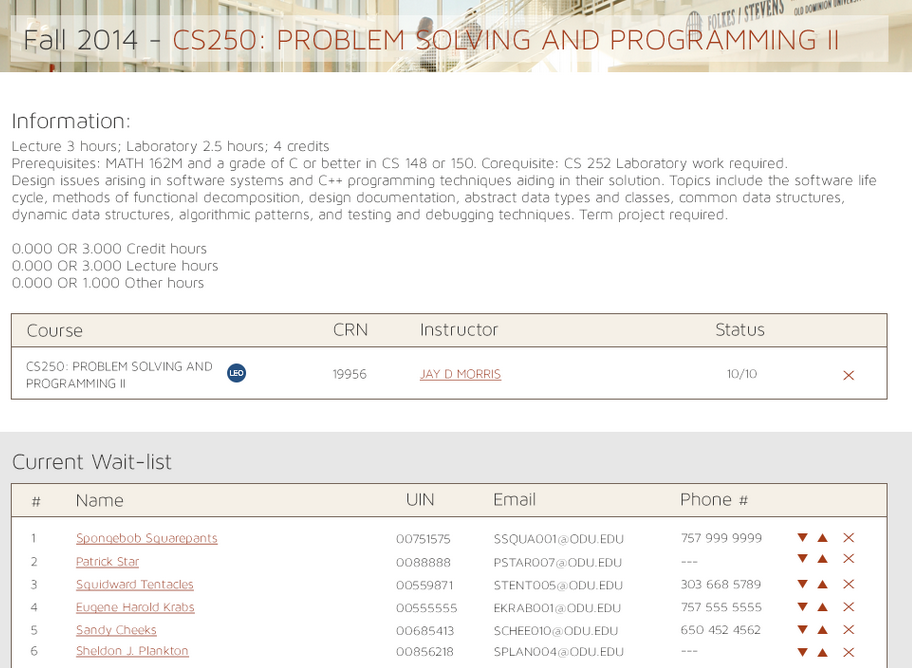 FOLKES / STEVENS
OLD DOMINION
Fall 2014 - CS250: PROBLEM SOLVING AND PROGRAMMING II
Information:
Lecture 3 hours; Laboratory 2.5 hours; 4 credits
Prerequisites: MATH 162M and a grade of C or better in CS 148 or 150. Corequisite: CS 252 Laboratory work required.
Design issues arising in software systems and C++ programming techniques aiding in their solution. Topics include the software life
cycle, methods of functional decomposition, design documentation, abstract data types and classes, common data structures,
dynamic data structures, algorithmic patterns, and testing and debugging techniques. Term project required.
0.000 OR 3.000 Credit hours
0.000 OR 3.000 Lecture hours
0.000 OR 1.000 Other hours
Course CRN Instructor Status
CS250: PROBLEM SOLVING AND
PROGRAMMING II LEO 19956 JAY D MORRIS 10/10
Current Wait-list
# Name UIN Email Phone #
1 Spongebob Squarepants 00751575 SSQUA001@ODU.EDU 757 999 9999
2 Patrick Star 0088888 PSTAR007@ODU.EDU ---
3 Squidward Tentacles 00559871 STENT005@ODU.EDU 303 668 5789
4 Eugene Harold Krabs 00555555 EKRAB001@ODU.EDU 757 555 5555
5 Sandy Cheeks 00685413 SCHEE010@ODU.EDU 650 452 4562
6 Sheldon J. Plankton 00856218 SPLAN004@ODU.EDU ---